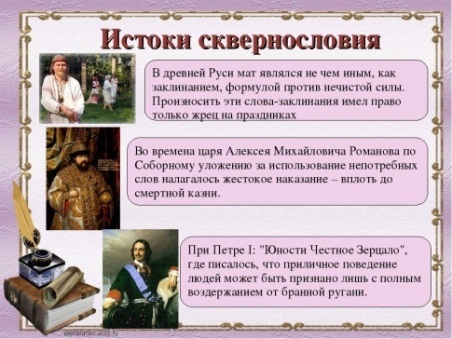 Истоки сквернословия
В древней Руси мат являлся не чем иным, как
заклинанием, формулой против нечистой силы.
Произносить эти слова-заклинания имел право
только жрец на праздниках
Во времена царя Алексея Михайловича Романова по
Соборному уложению за использование непотребных
слов налагалось жестокое наказание – вплоть до
смертной казни.
При Петре I: "Юности Честное Зерцало",
где писалось, что приличное поведение
людей может быть признано лишь с полным
воздержанием от бранной ругани.